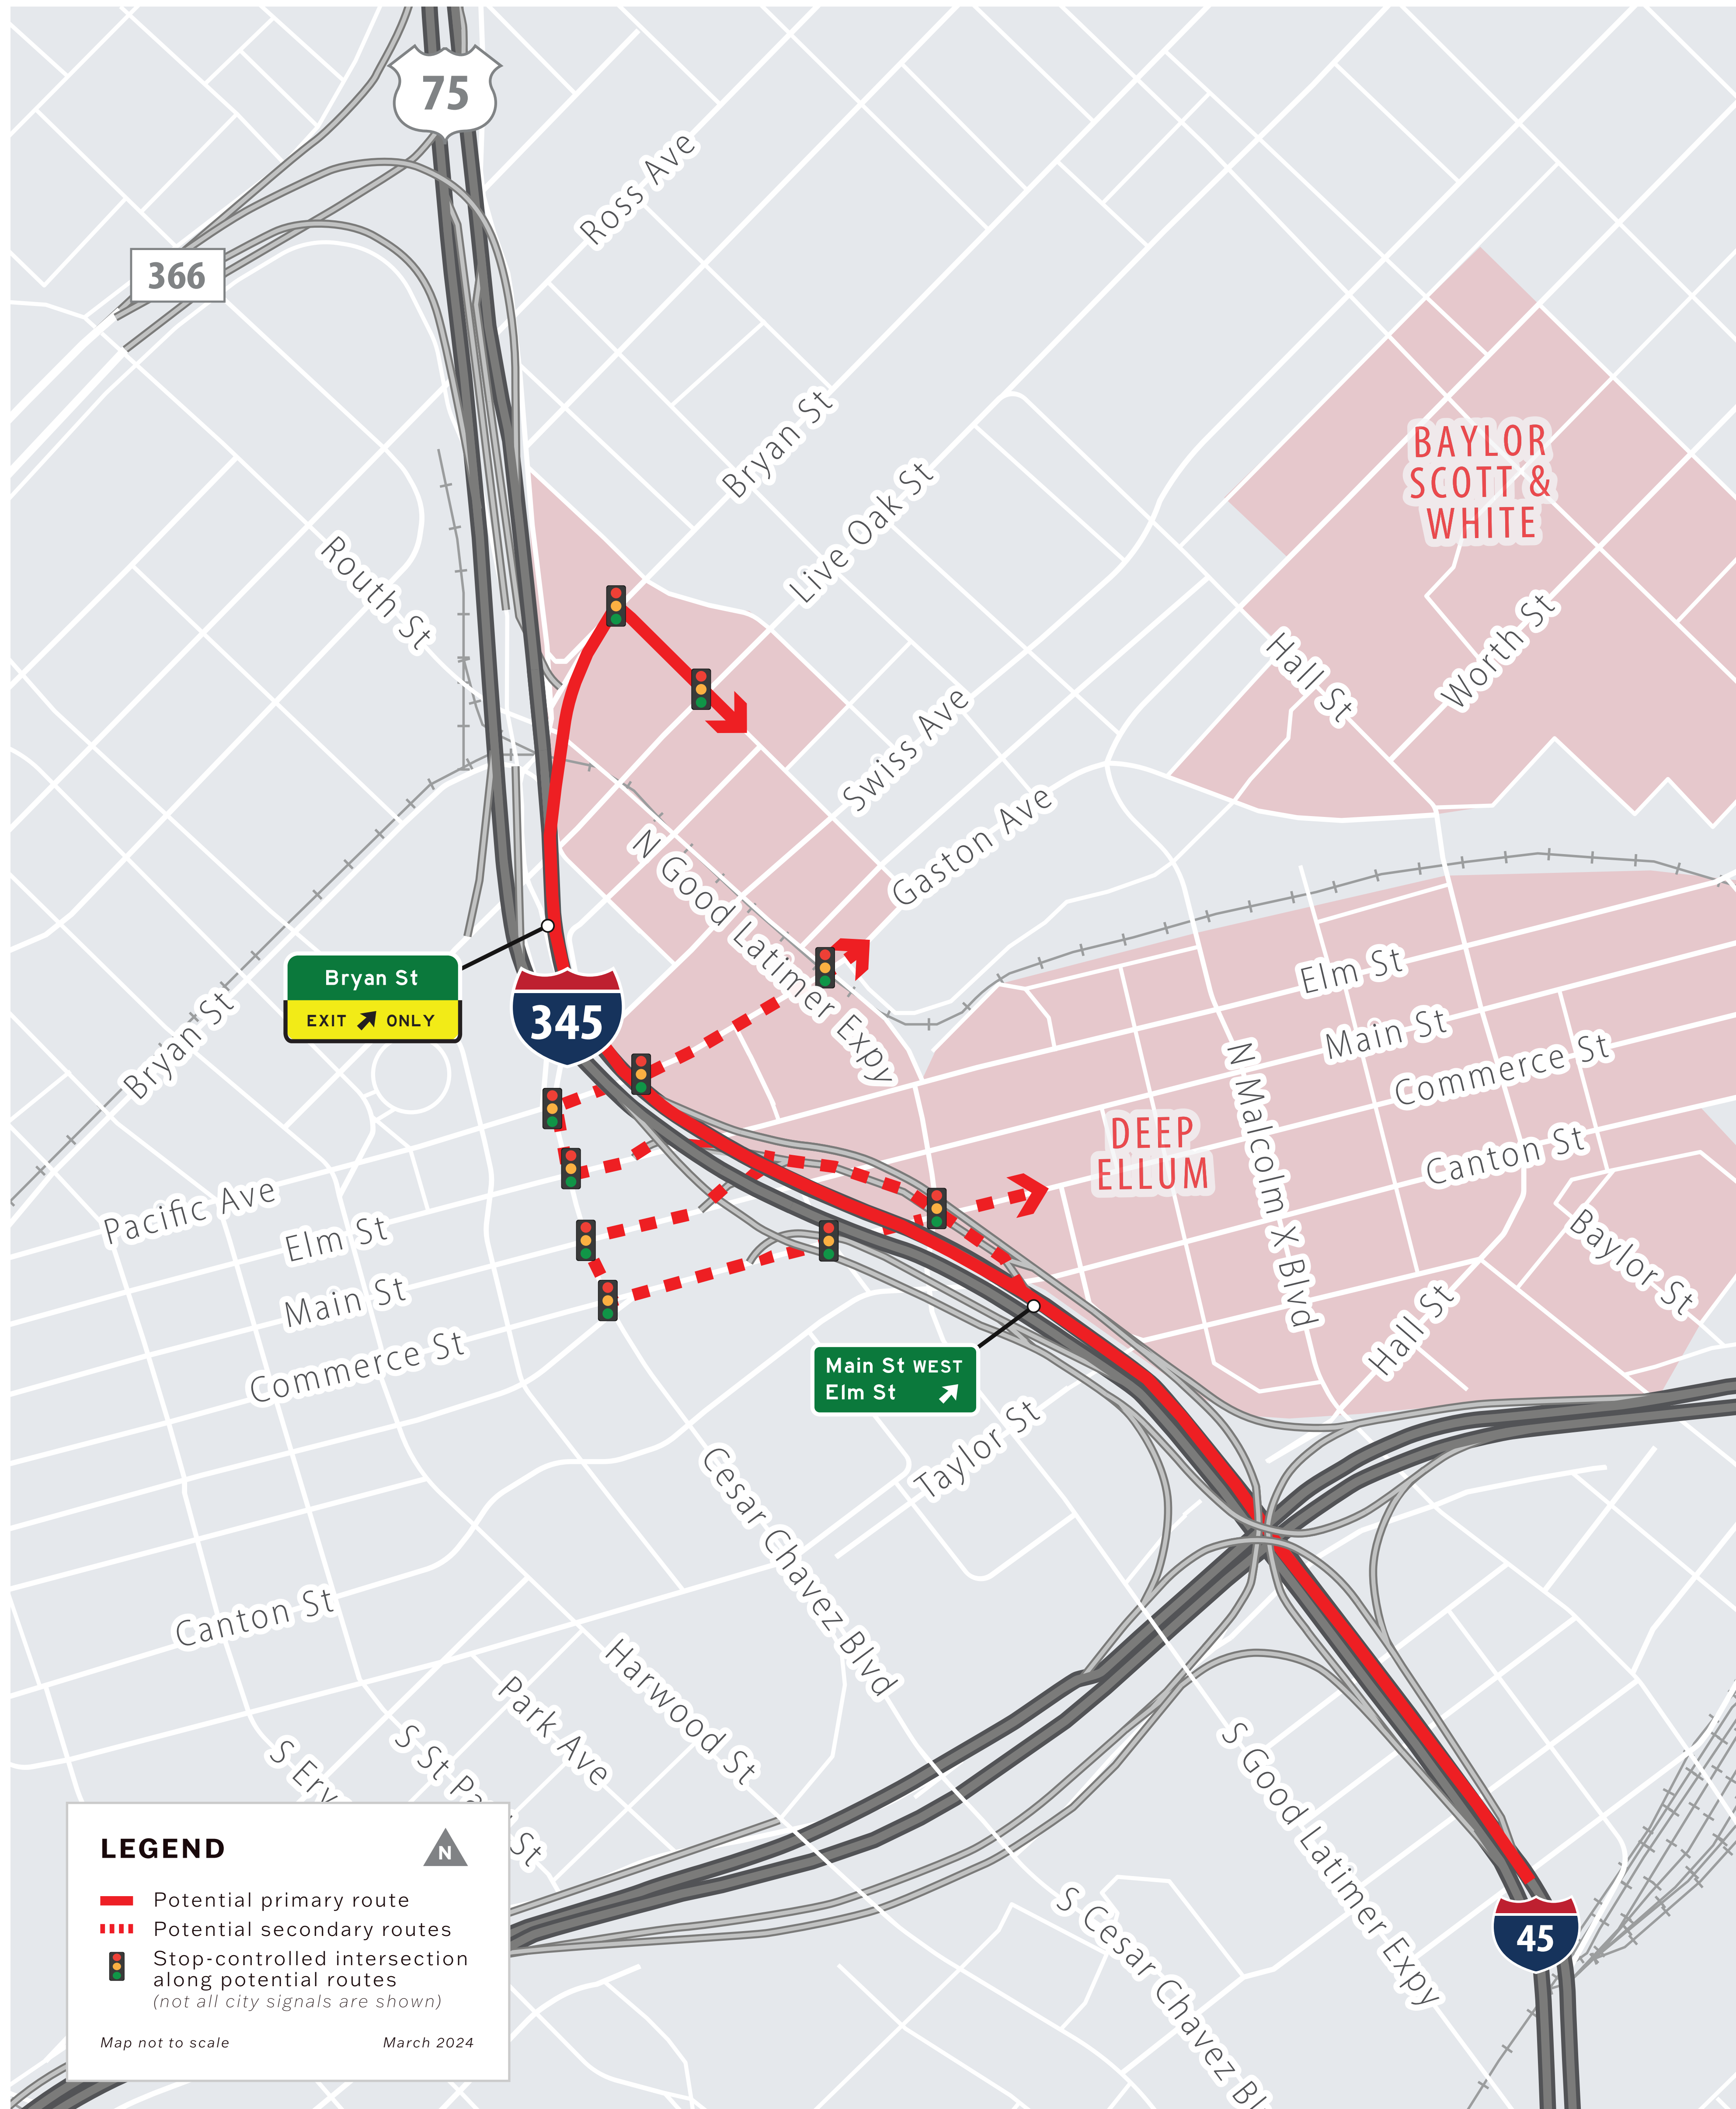 75
Ross Ave
366
BAYLOR
SCOTT &
WHITE
Bryan St
Live Oak St
Routh St
Hall St
Worth St
Swiss Ave
Gaston Ave
N Good Latimer Expy
Bryan St
EXIT ONLY
345
Bryan St
Elm St
Main St
Commerce St
N Malcolm X Blvd
DEEP
ELLUM
Canton St
Pacific Ave
Elm St
Main St
Commerce St
Baylor St
Hall St
Main St WEST
Elm St
Taylor St
Cesar Chavez Blvd
Canton St
Harwood St
Park Ave
S St Pa St
S Erv
S Good Latimer Expy
S Cesar Chavez Bl
45
LEGEND
N
Potential primary route
Potential secondary routes
Stop-controlled intersection
along potential routes
(not all city signals are shown)
Map not to scale
March 2024